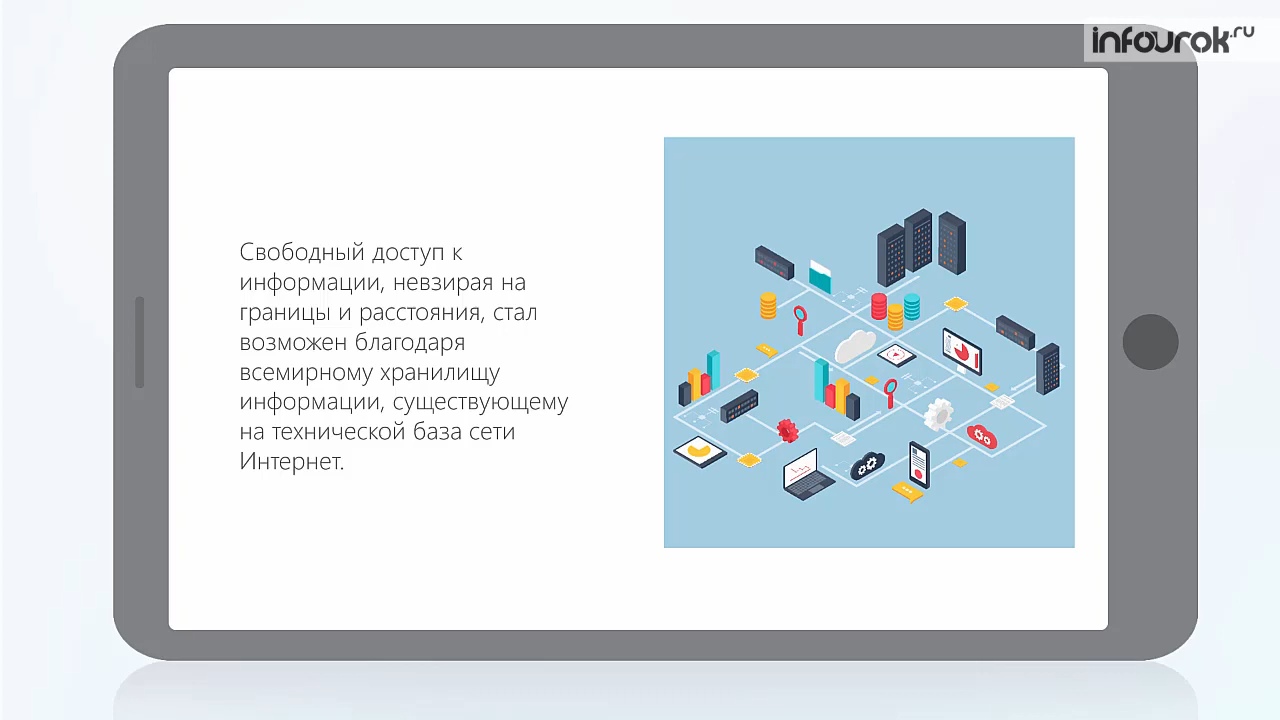 infourok.ru
Свободный доступ к
информации, невзирая на
границы и расстояния, стал
возможен благодаря
всемирному хранилищу
информации, существующему
на технической база сети
Интернет.